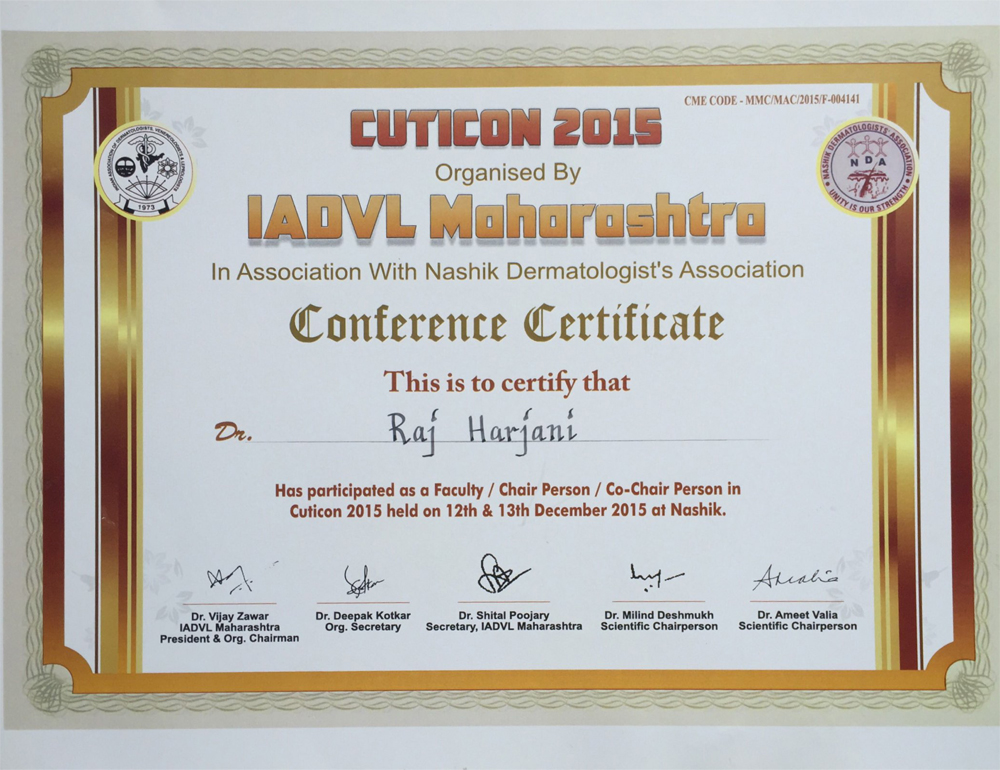 CME CODE - MMC/MAC/2015/F-004141
CUTICON 2015
Organised By
IADVL Maharashtra
In Association With Nashik Dermatologist's Association
1973
NASHIK DERMATOLOGISTS ASSOCIATION
NDA
UNITY IS OUR STRENGTH
Conference Certificate
This is to certify that
Dr. Raj Harjani
Has participated as a Faculty / Chair Person / Co-Chair Person in
Cuticon 2015 held on 12th & 13th December 2015 at Nashik.
Dr. Vijay Zawar
IADVL Maharashtra
President & Org. Chairman
Dr. Deepak Kotkar
Org. Secretary
Dr. Shital Poojary
Secretary, IADVL Maharashtra
Dr. Milind Deshmukh
Scientific Chairperson
Dr. Ameet Valia
Scientific Chairperson